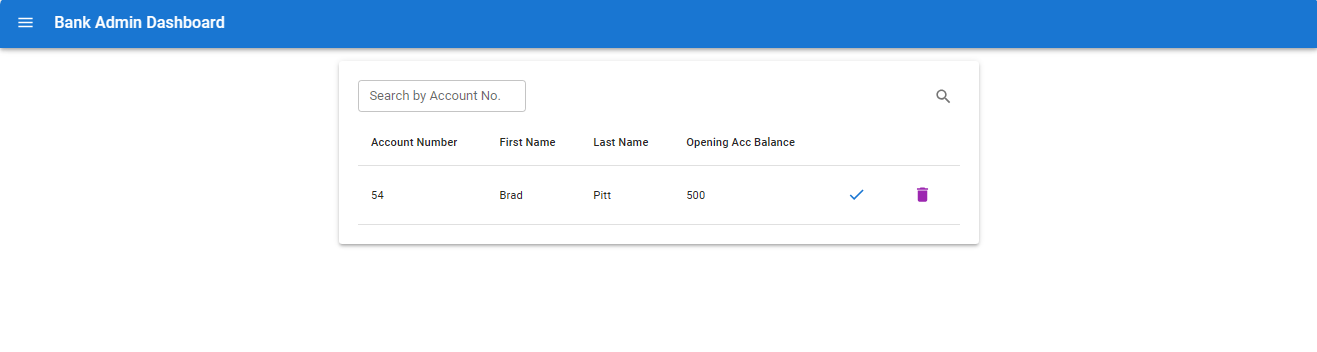 Bank Admin Dashboard
Search by Account No.
Account Number First Name Last Name Opening Acc Balance
54 Brad Pitt 500